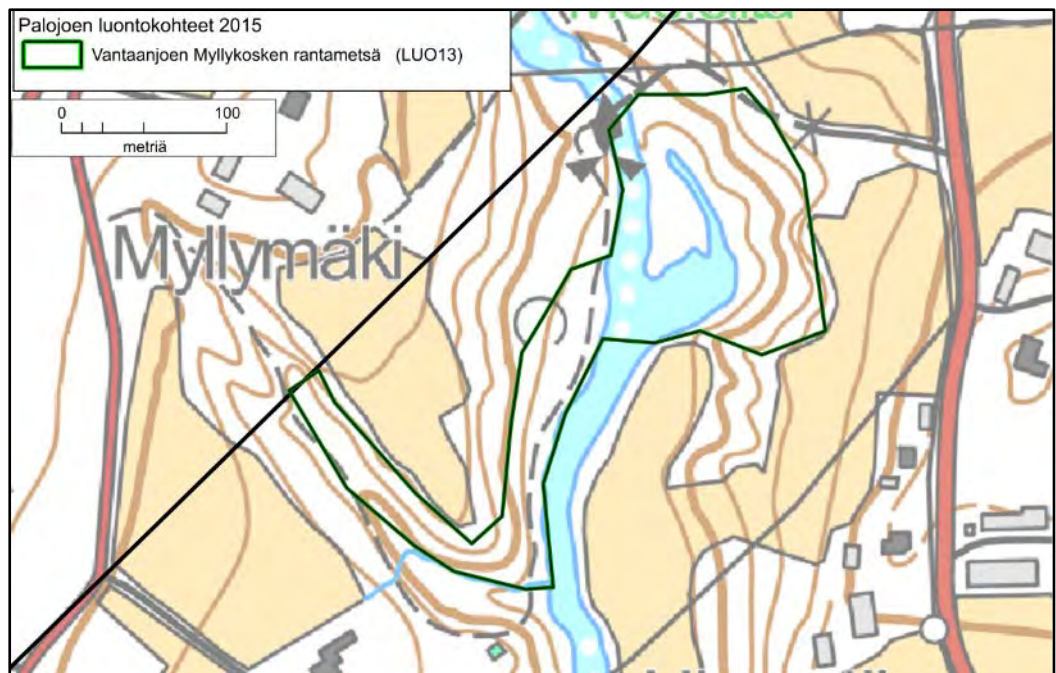 Palojoen luontokohteet 2015
Vantaanjoen Myllykosken rantametsä (LUO13)
0 100
metriä
Myllymäki